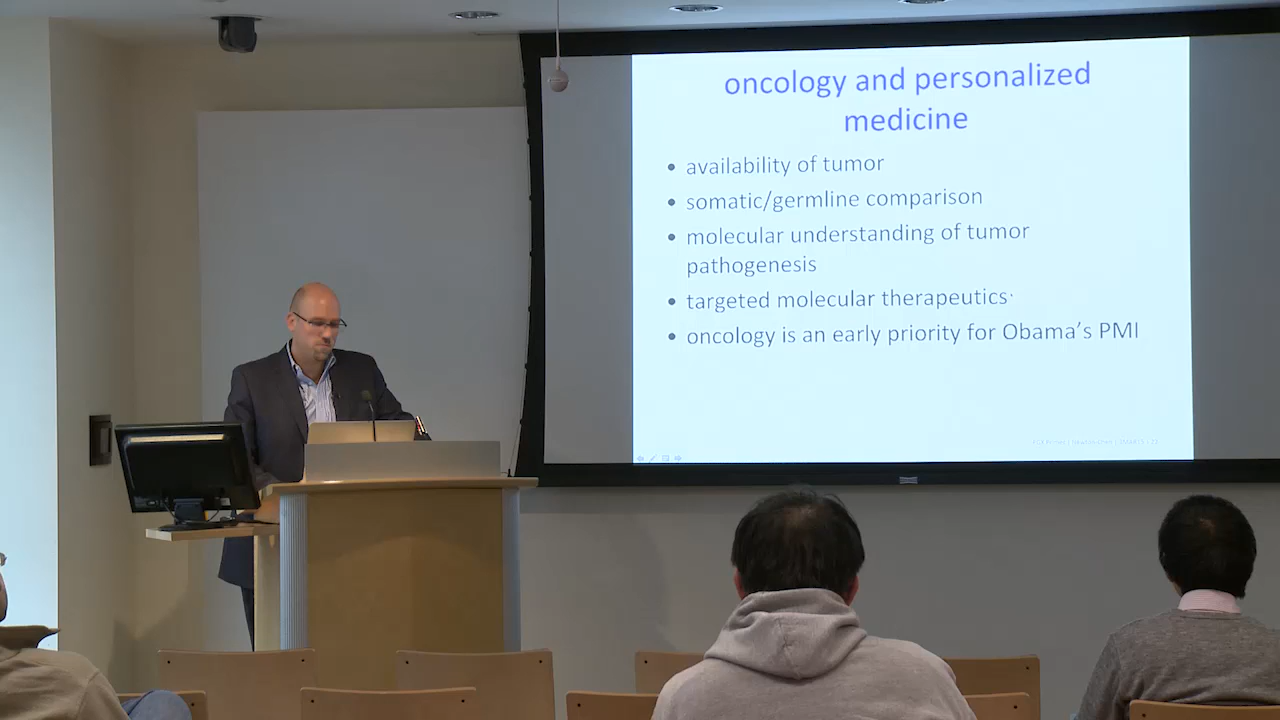 oncology and personalized
medicine
• availability of tumor
• somatic/germline comparison
• molecular understanding of tumor
pathogenesis
• targeted molecular therapeutics
• oncology is an early priority for Obama's PMI